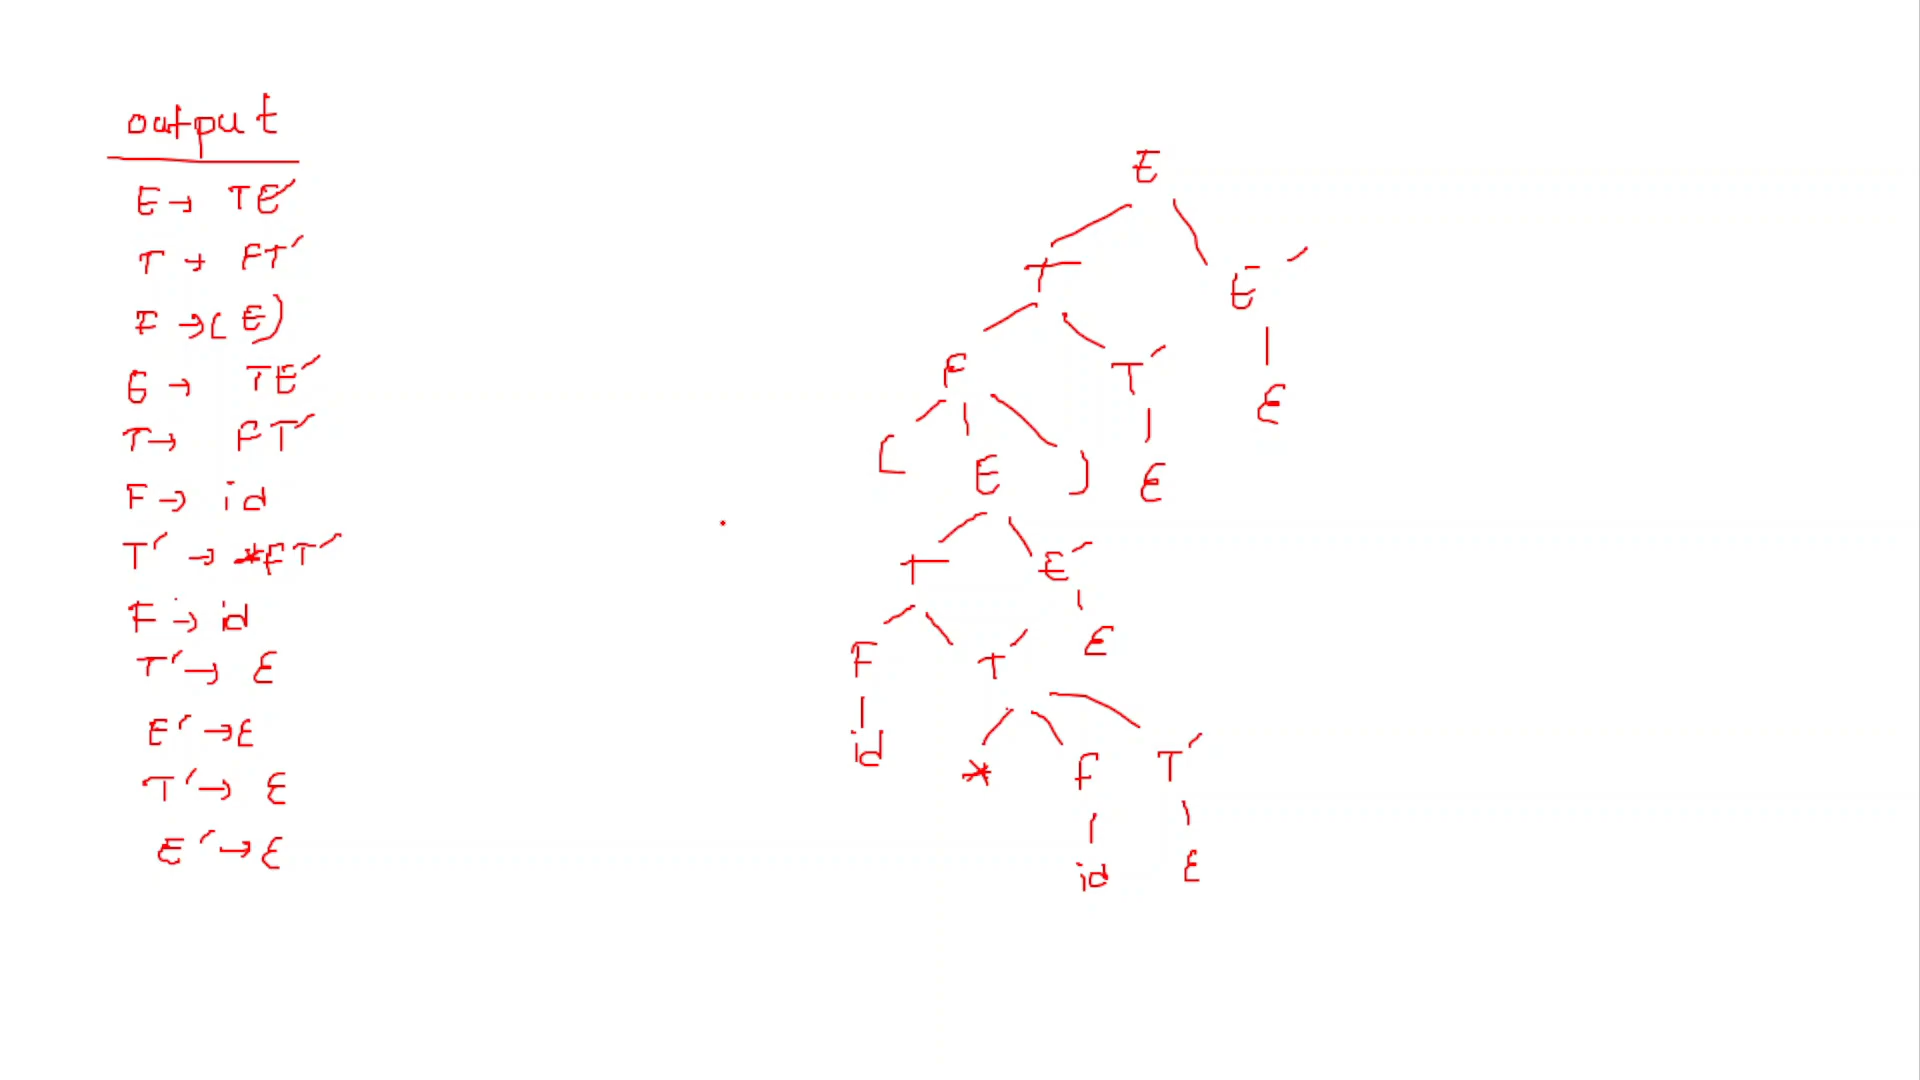 output
E → TE′
T → FT′
F → (E)
E → TE′
T → FT′
F → id
T′ → *FT′
F → id
T′ → ε
E′ → ε
T′ → ε
E′ → ε
E
T E′
F T′ ε
( E ) ε
T E′
F T′ ε
id * F T′
id ε